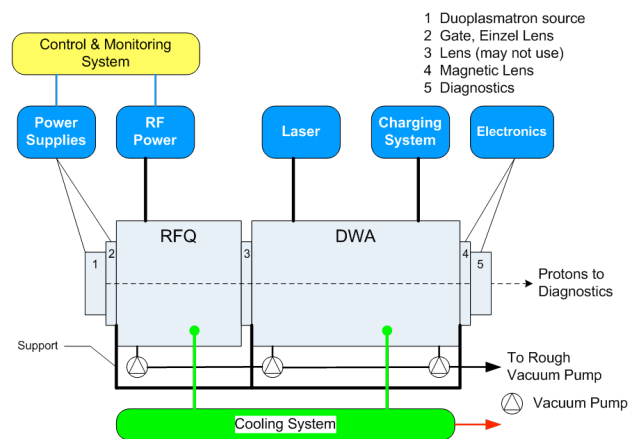 1 Duoplasmatron source
2 Gate, Einzel Lens
3 Lens (may not use)
4 Magnetic Lens
5 Diagnostics
Control & Monitoring
System
Power
Supplies
RF
Power
Laser
Charging
System
Electronics
RFQ
DWA
1
2
3
4
5
Protons to
Diagnostics
Support
To Rough
Vacuum Pump
Vacuum Pump
Cooling System